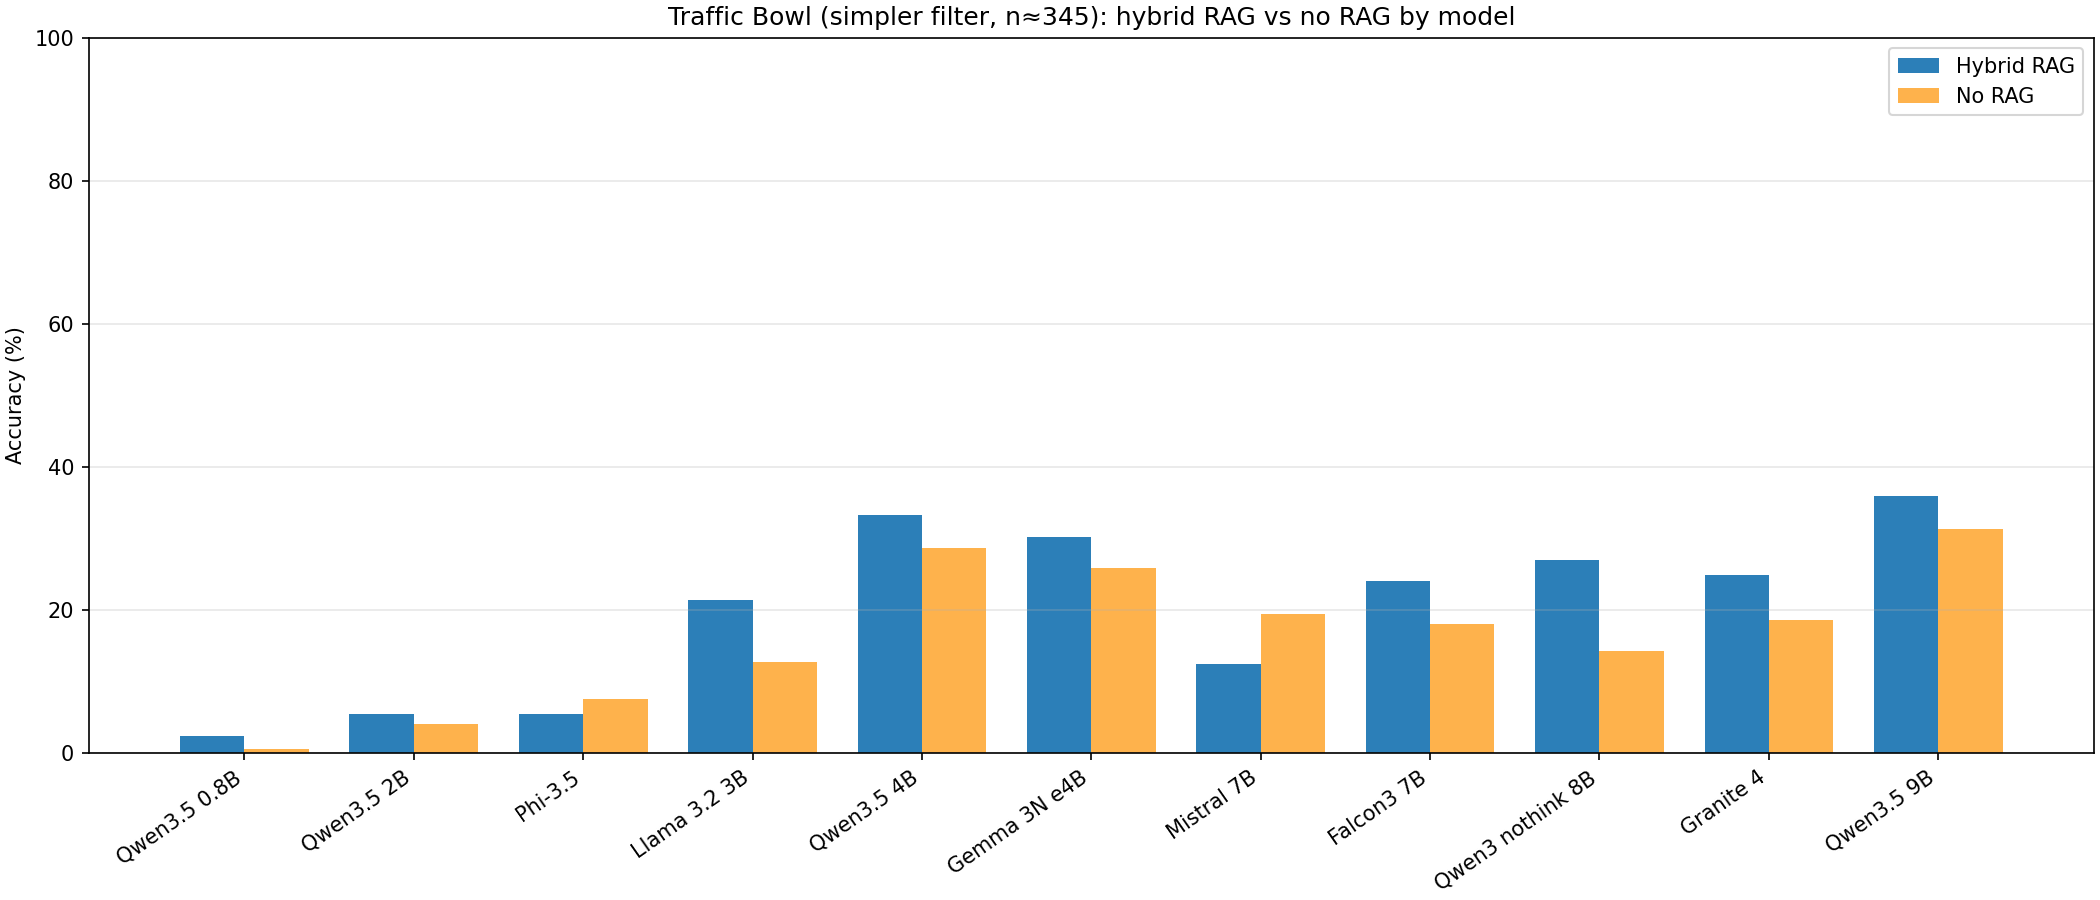 Traffic Bowl (simpler filter, n≈345): hybrid RAG vs no RAG by model
Hybrid RAG
No RAG
Accuracy (%)
100
80
60
40
20
0
Qwen3.5 0.8B
Qwen3.5 2B
Phi-3.5
Llama 3.2 3B
Qwen3.5 4B
Gemma 3N e4B
Mistral 7B
Falcon3 7B
Qwen3 nothink 8B
Granite 4
Qwen3.5 9B